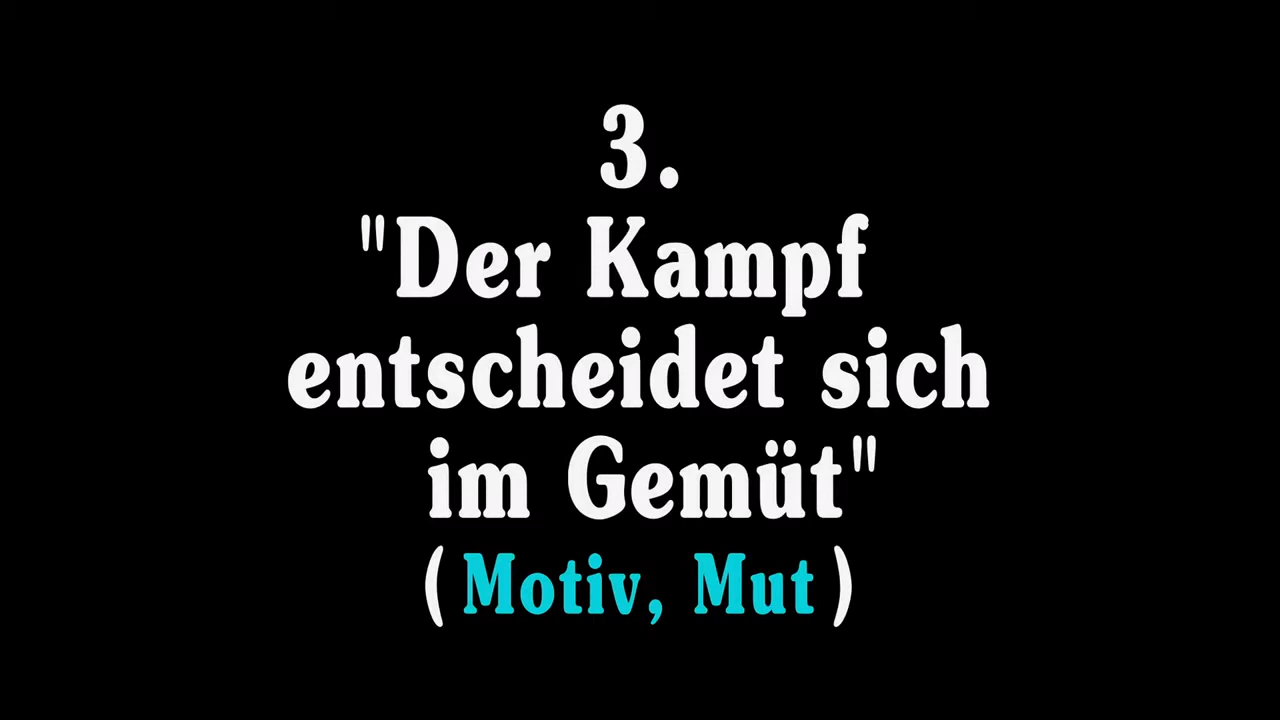 3.
"Der Kampf
entscheidet sich
im Gemüt"
(Motiv, Mut)